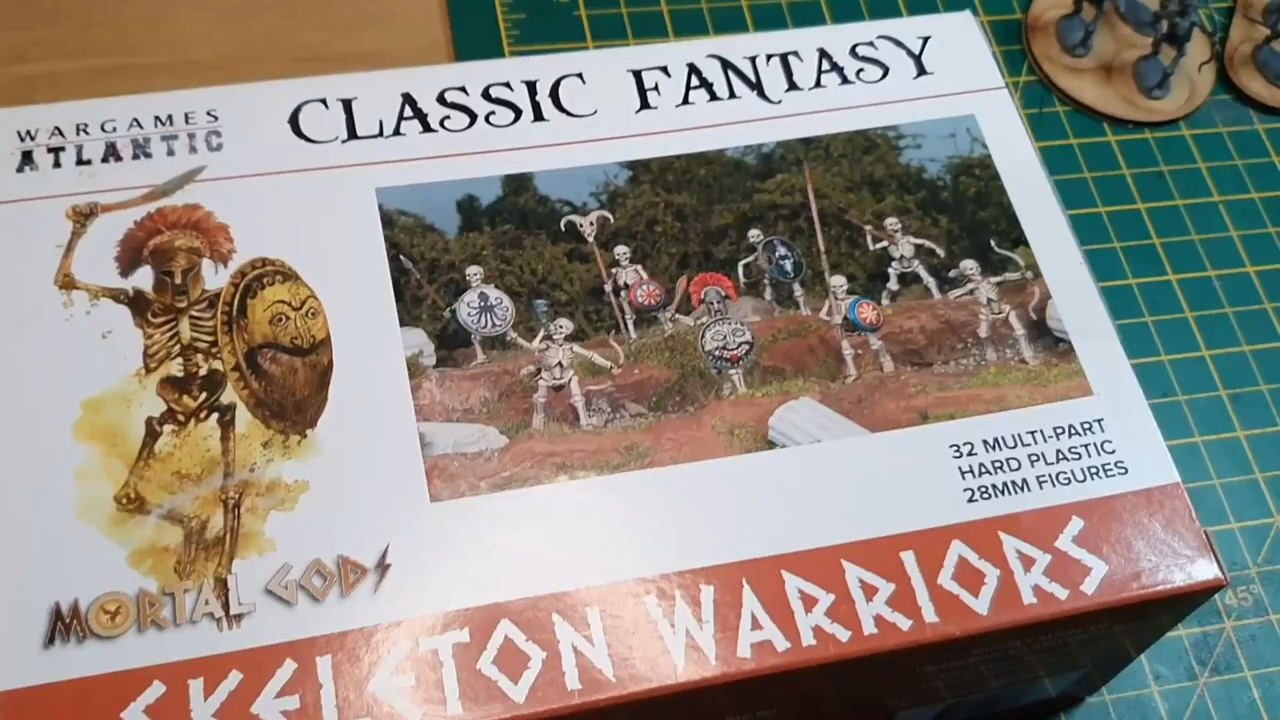 WARGAMES
ATLANTIC
CLASSIC FANTASY
32 MULTI-PART
HARD PLASTIC
28MM FIGURES
MORTAL GODS
SKELETON WARRIORS
45°